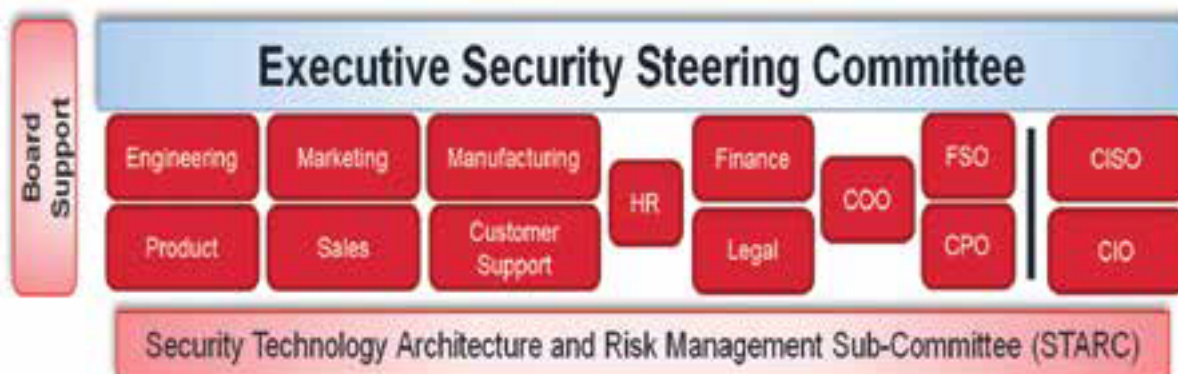 Board
Support
Executive Security Steering Committee
Engineering
Marketing
Manufacturing
HR
Finance
COO
FSO
CISO
Product
Sales
Customer
Support
Legal
CPO
CIO
Security Technology Architecture and Risk Management Sub-Committee (STARC)